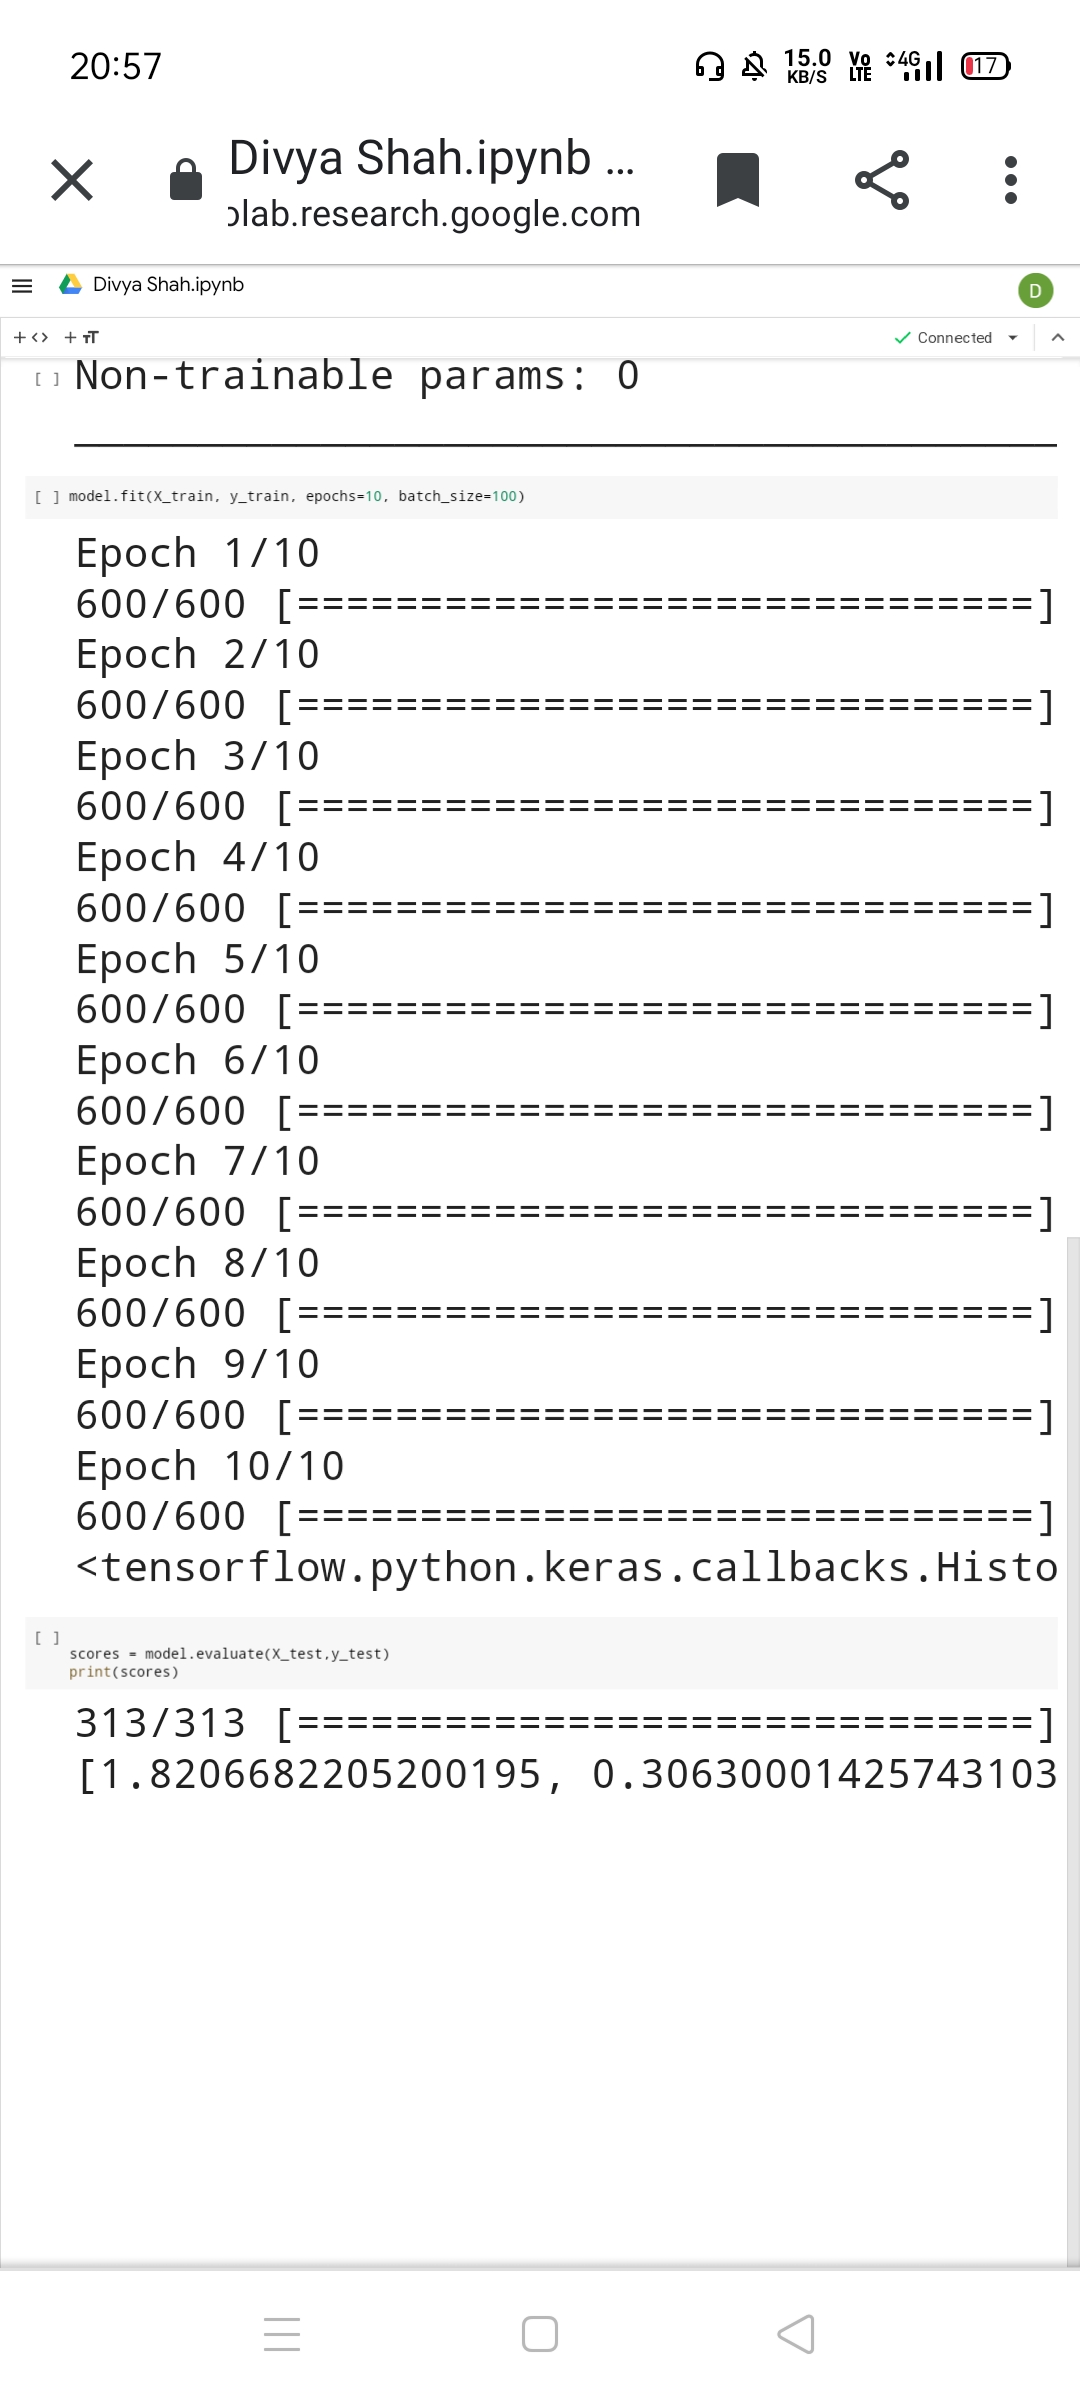 20:57
15.0 KB/S
Vo LTE
4G
17
Divya Shah.ipynb ...
olab.research.google.com
Divya Shah.ipynb
D
+ <> + TT
Connected
[ ] Non-trainable params: 0
[ ] model.fit(X_train, y_train, epochs=10, batch_size=100)
Epoch 1/10
600/600 [==============================]
Epoch 2/10
600/600 [==============================]
Epoch 3/10
600/600 [==============================]
Epoch 4/10
600/600 [==============================]
Epoch 5/10
600/600 [==============================]
Epoch 6/10
600/600 [==============================]
Epoch 7/10
600/600 [==============================]
Epoch 8/10
600/600 [==============================]
Epoch 9/10
600/600 [==============================]
Epoch 10/10
600/600 [==============================]
<tensorflow.python.keras.callbacks.Histo
[ ]
scores = model.evaluate(X_test,y_test)
print(scores)
313/313 [==============================]
[1.8206682205200195, 0.30630001425743103